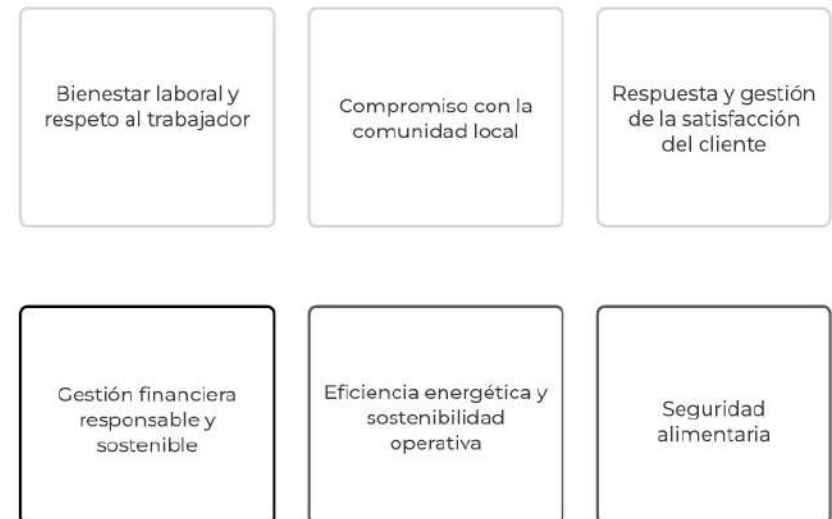 Bienestar laboral y
respeto al trabajador
Compromiso con la
comunidad local
Respuesta y gestión
de la satisfacción
del cliente
Gestión financiera
responsable y
sostenible
Eficiencia energética y
sostenibilidad
operativa
Seguridad
alimentaria